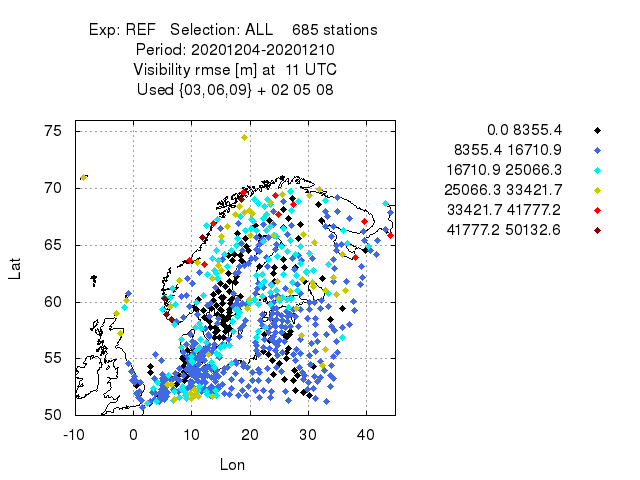 Exp: REF   Selection: ALL    685 stations
Period: 20201204-20201210
Visibility rmse [m] at  11 UTC
Used {03,06,09} + 02 05 08
0.0 8355.4
8355.4 16710.9
16710.9 25066.3
25066.3 33421.7
33421.7 41777.2
41777.2 50132.6
75
70
65
60
55
50
Lat
-10 0 10 20 30 40
Lon